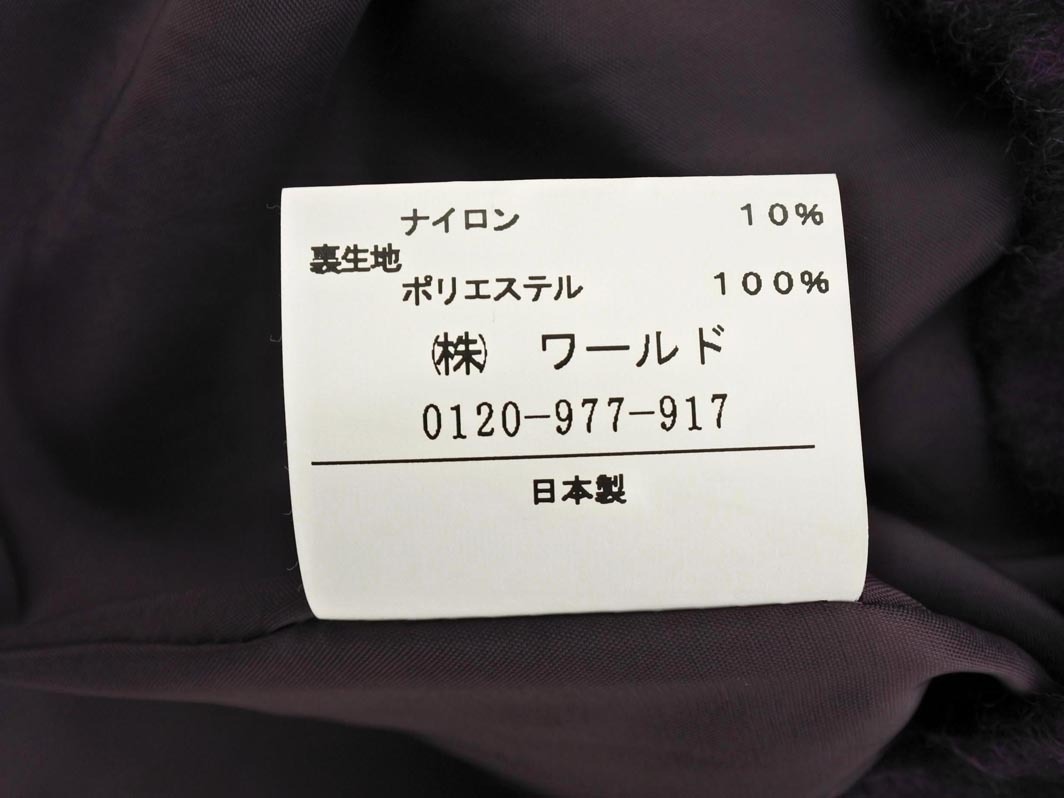 ナイロン 10%
裏生地
ポリエステル 100%
㈱ ワールド
0120-977-917
日本製